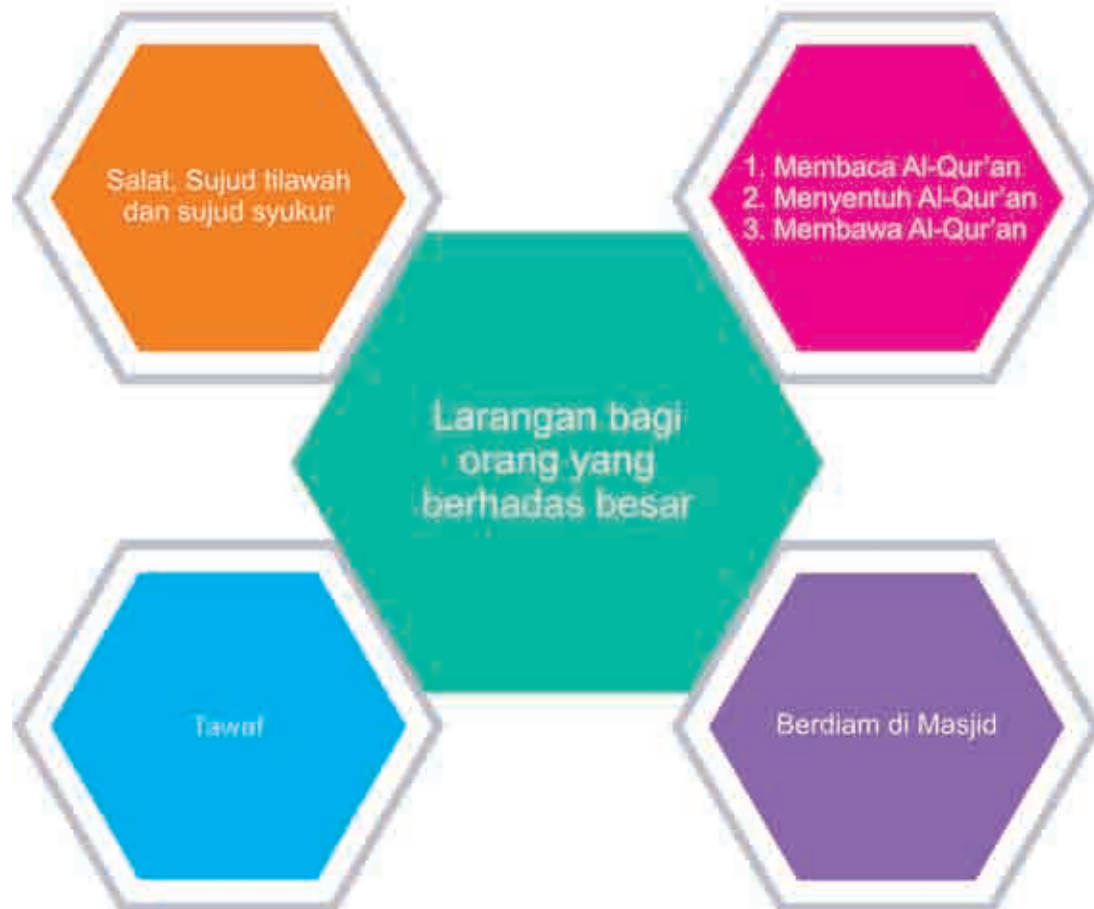 Salat, Sujud tilawah
dan sujud syukur
1. Membaca Al-Qur'an
2. Menyentuh Al-Qur'an
3. Membawa Al-Qur'an
Larangan bagi
orang yang
berhadas besar
Tawaf
Berdiam di Masjid